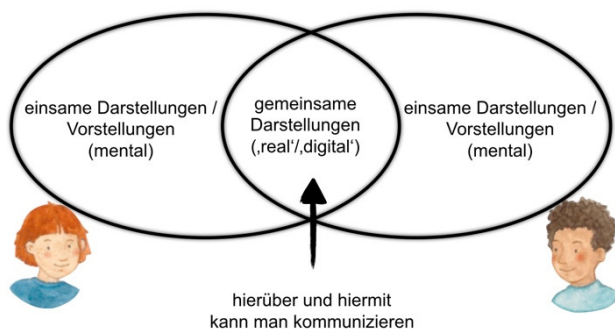 einsame Darstellungen /
Vorstellungen
(mental)
gemeinsame
Darstellungen
(‚real‘/‚digital‘)
einsame Darstellungen /
Vorstellungen
(mental)
hierüber und hiermit
kann man kommunizieren